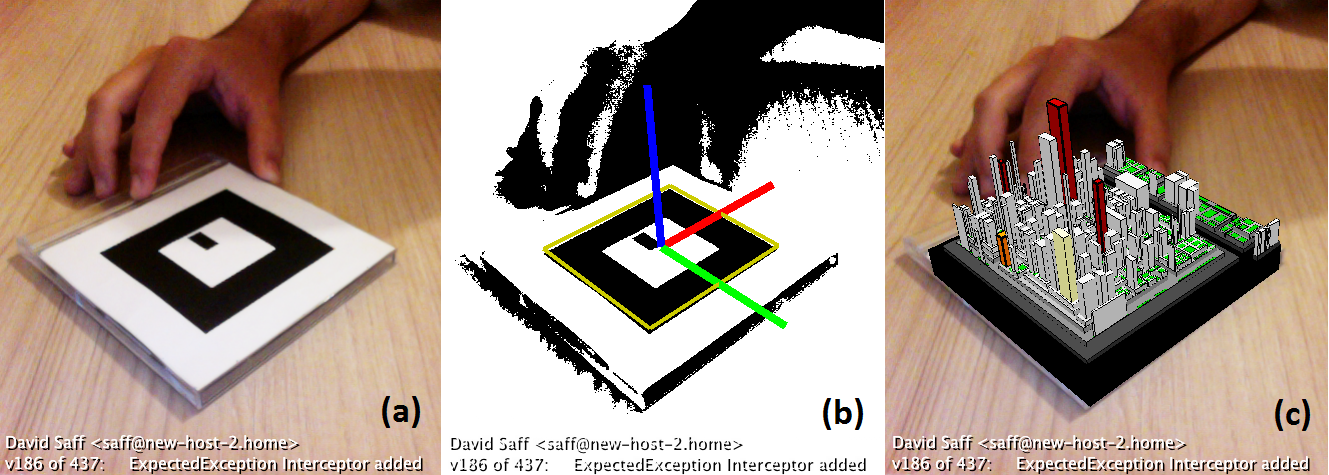 (a)
David Saff <saff@new-host-2.home>
v186 of 437: ExpectedException Interceptor added
(b)
David Saff <saff@new-host-2.home>
v186 of 437: ExpectedException Interceptor added
(c)
David Saff <saff@new-host-2.home>
v186 of 437: ExpectedException Interceptor added